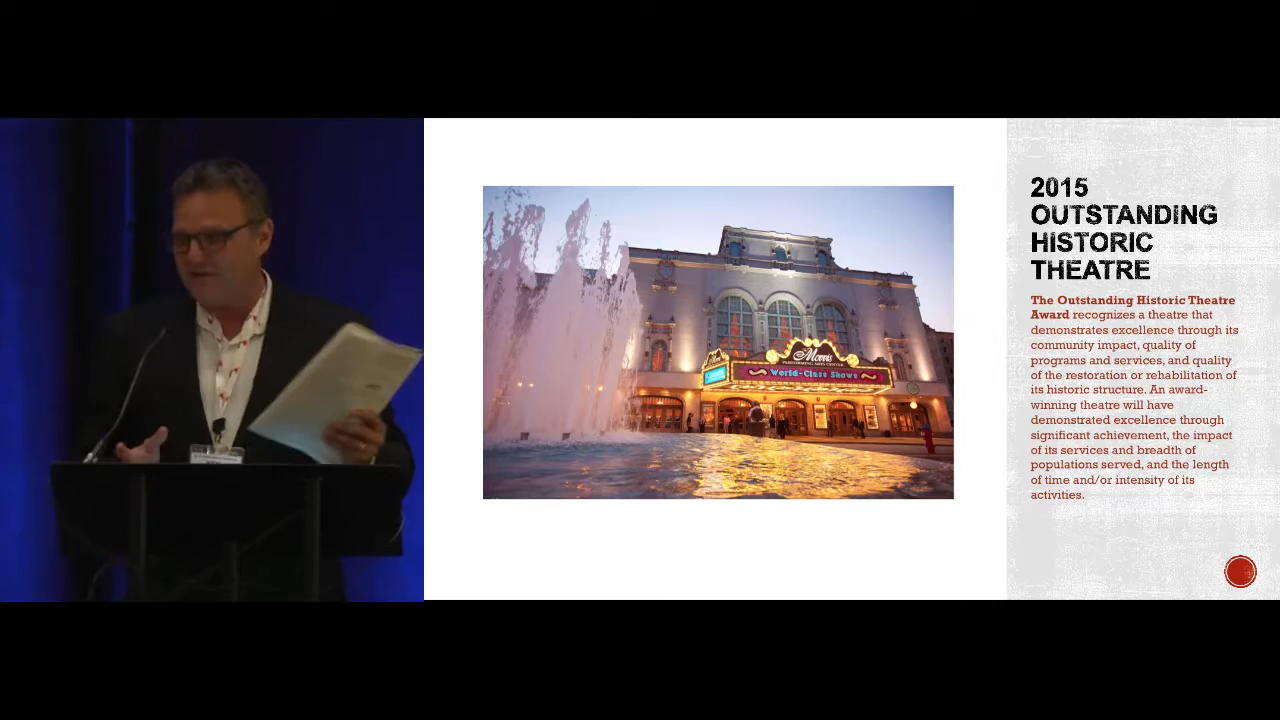 2015
OUTSTANDING
HISTORIC
THEATRE
The Outstanding Historic Theatre
Award recognizes a theatre that
demonstrates excellence through its
community impact, quality of
programs and services, and quality
of the restoration or rehabilitation of
its historic structure. An award-
winning theatre will have
demonstrated excellence through
significant achievement, the impact
of its services and breadth of
populations served, and the length
of time and/or intensity of its
activities.
Morris
PERFORMING ARTS CENTER
World-Class Shows